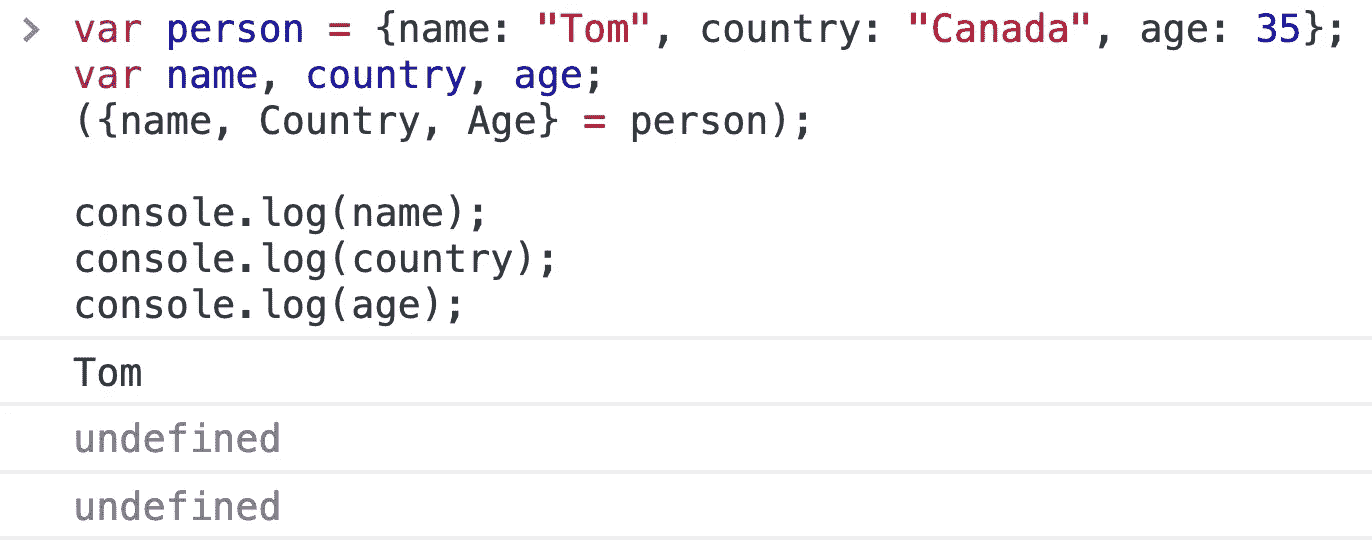 > var person = {name: "Tom", country: "Canada", age: 35};
var name, country, age;
({name, Country, Age} = person);
console.log(name);
console.log(country);
console.log(age);
Tom
undefined
undefined